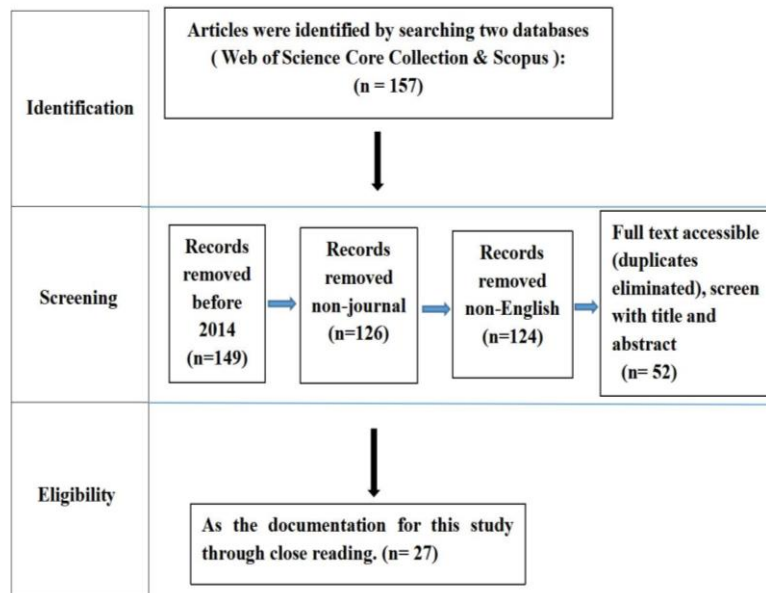 Articles were identified by searching two databases
( Web of Science Core Collection & Scopus ):
(n = 157)
Identification
Screening
Records
removed
before
2014
(n=149)
Records
removed
non-journal
(n=126)
Records
removed
non-English
(n=124)
Full text accessible
(duplicates
eliminated), screen
with title and
abstract
(n= 52)
Eligibility
As the documentation for this study
through close reading. (n= 27)